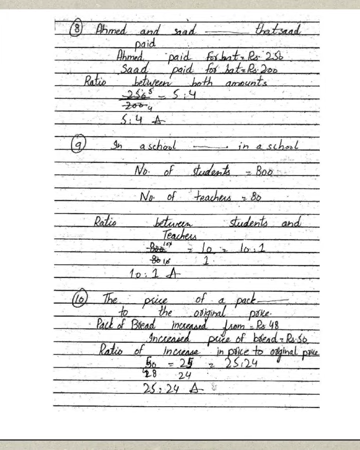 (8) Ahmed and saad ——— that saad
paid
Ahmed paid for bat = Rs 250
Saad paid for bat = Rs 200
Ratio between both amounts
250 5 = 5:4
200 4
5:4 A
(9) In a school ——— in a school
No of students = 800
No of teachers = 80
Ratio between students and
Teachers
800 10 = 10 = 10:1
80 1
10:1 A
(10) The price of a pack ———
to the original price.
Pack of Bread increased from = Rs 48
Increased price of bread = Rs 50
Ratio of Increase in price to original price
50 = 25 = 25:24
48 24
25:24 A